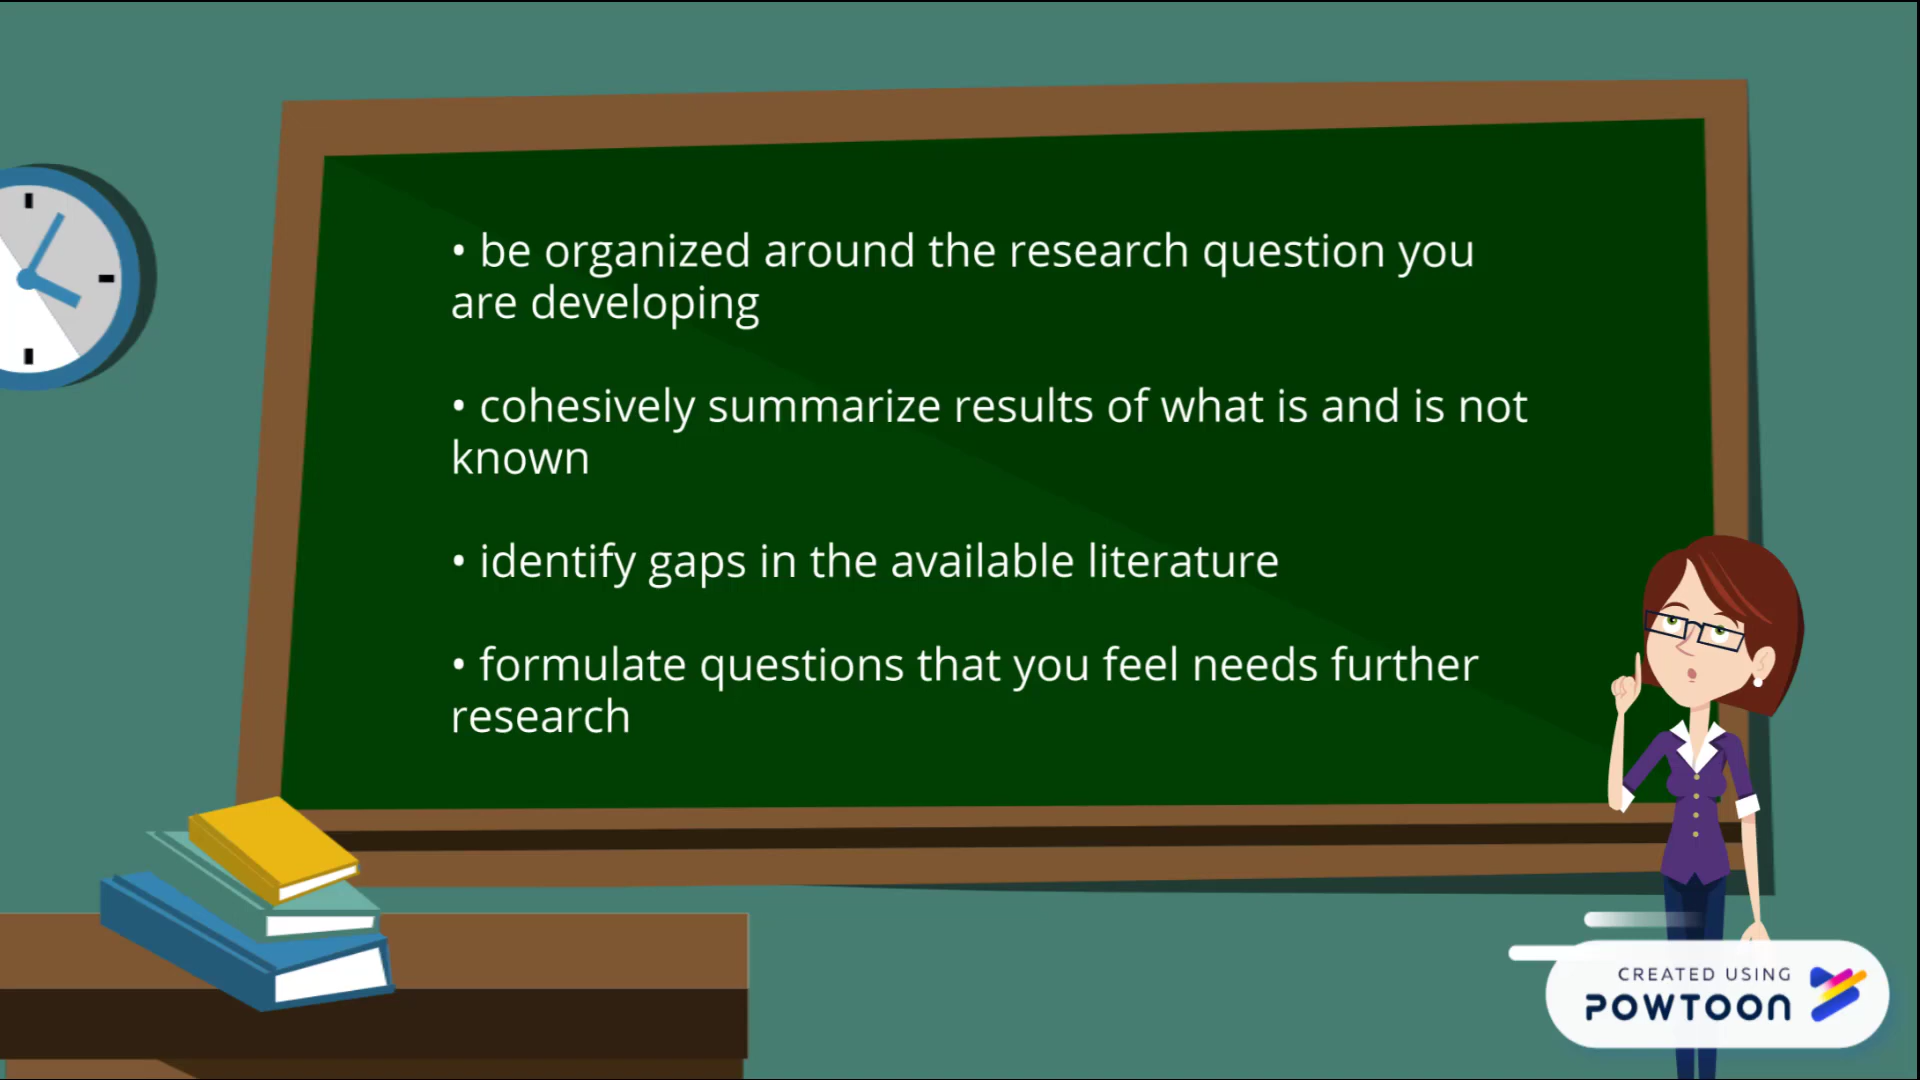 • be organized around the research question you
are developing
• cohesively summarize results of what is and is not
known
• identify gaps in the available literature
• formulate questions that you feel needs further
research
CREATED USING
POWTOON